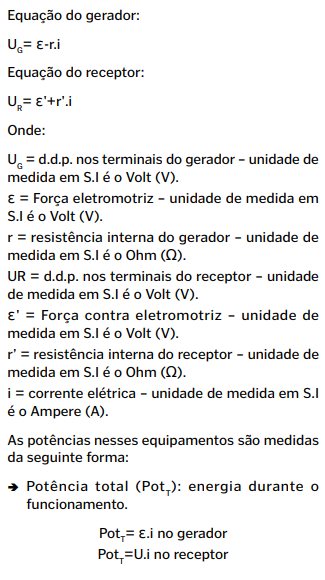 Equação do gerador:
U_G= ε-r.i
Equação do receptor:
U_R= ε'+r'.i
Onde:
U_G = d.d.p. nos terminais do gerador – unidade de
medida em S.I é o Volt (V).
ε = Força eletromotriz – unidade de medida em
S.I é o Volt (V).
r = resistência interna do gerador – unidade de
medida em S.I é o Ohm (Ω).
UR = d.d.p. nos terminais do receptor – unidade
de medida em S.I é o Volt (V).
ε' = Força contra eletromotriz – unidade de
medida em S.I é o Volt (V).
r' = resistência interna do receptor – unidade de
medida em S.I é o Ohm (Ω).
i = corrente elétrica – unidade de medida em S.I
é o Ampere (A).
As potências nesses equipamentos são medidas
da seguinte forma:
➔ Potência total (Pot_T): energia durante o
funcionamento.
Pot_T= ε.i no gerador
Pot_T=U.i no receptor